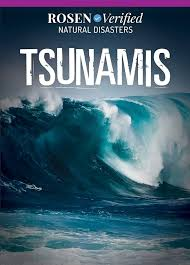 ROSEN Verified
NATURAL DISASTERS
TSUNAMIS